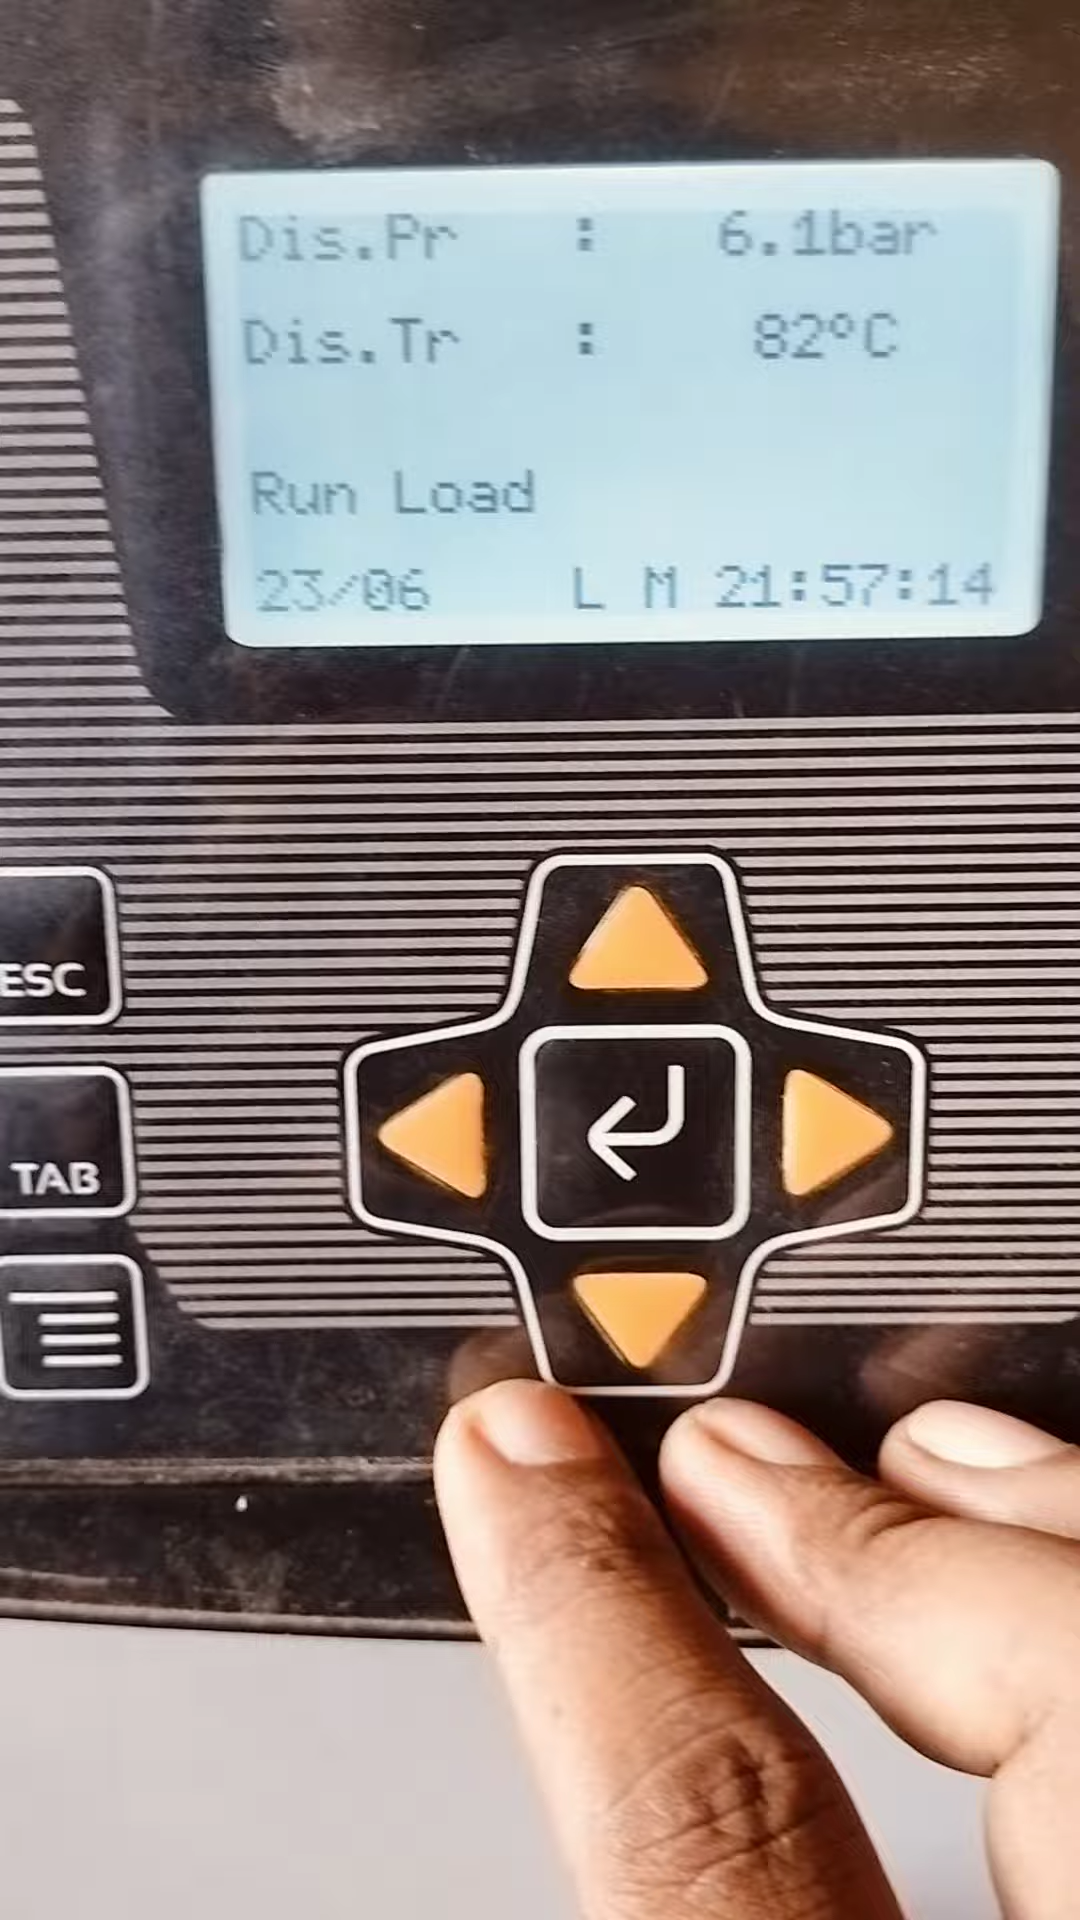 Dis.Pr : 6.1bar
Dis.Tr : 82°C
Run Load
23/06 L M 21:57:14
ESC
TAB